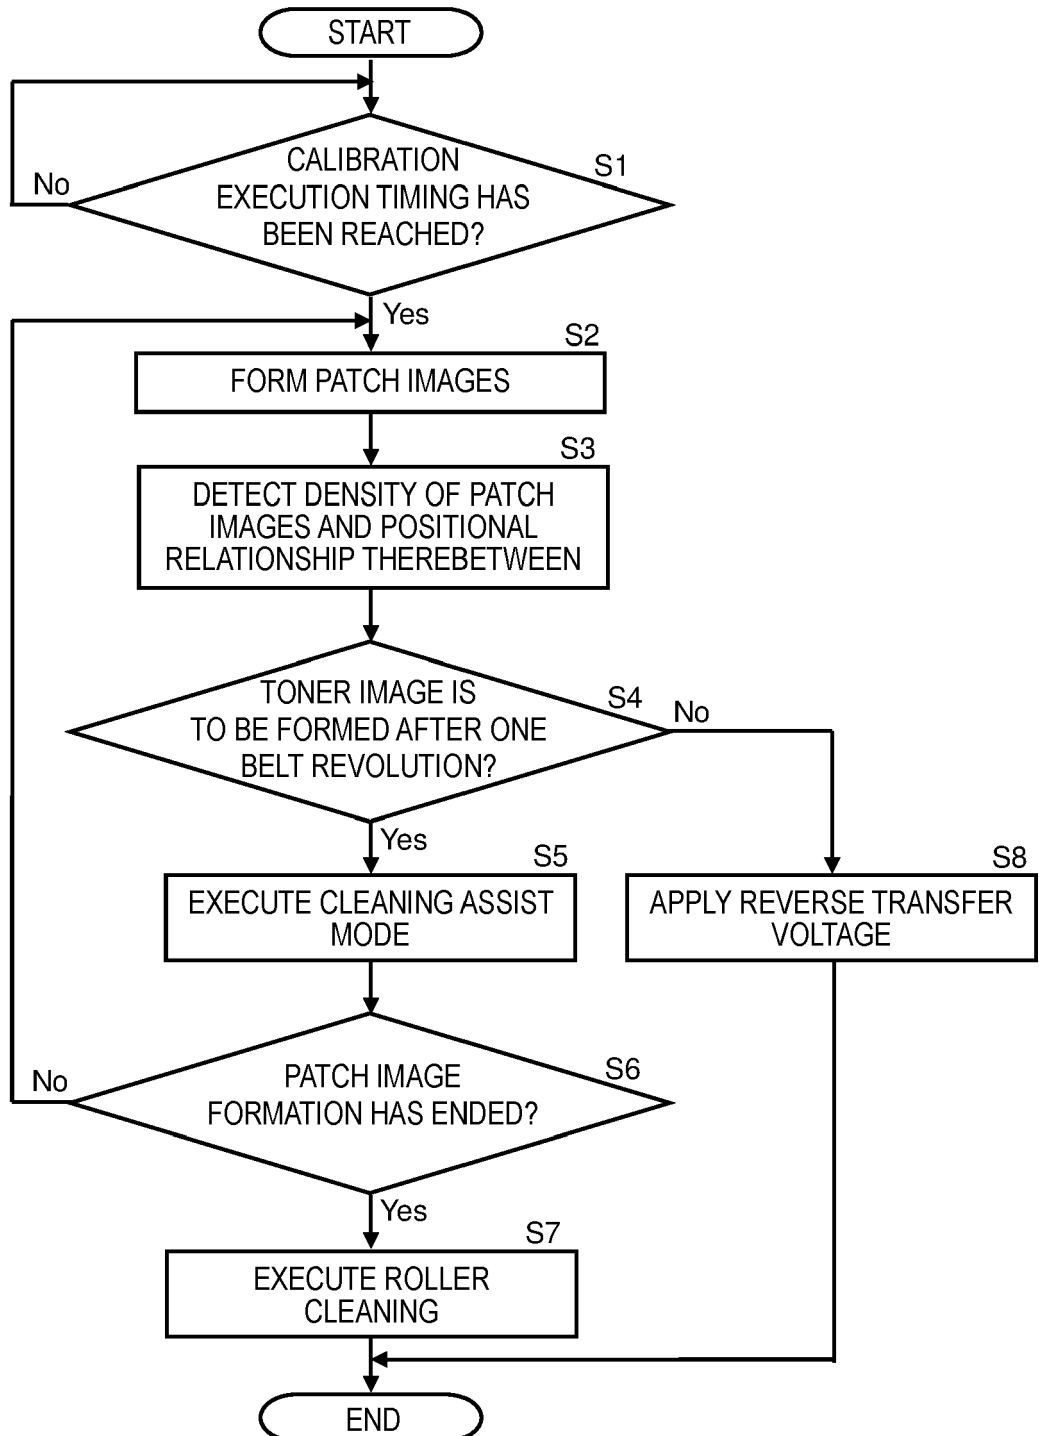 START
CALIBRATION
EXECUTION TIMING HAS
BEEN REACHED?
S1
No
Yes
S2
FORM PATCH IMAGES
S3
DETECT DENSITY OF PATCH
IMAGES AND POSITIONAL
RELATIONSHIP THEREBETWEEN
TONER IMAGE IS
TO BE FORMED AFTER ONE
BELT REVOLUTION?
S4
No
Yes
S5
EXECUTE CLEANING ASSIST
MODE
S8
APPLY REVERSE TRANSFER
VOLTAGE
PATCH IMAGE
FORMATION HAS ENDED?
S6
No
Yes
S7
EXECUTE ROLLER
CLEANING
END